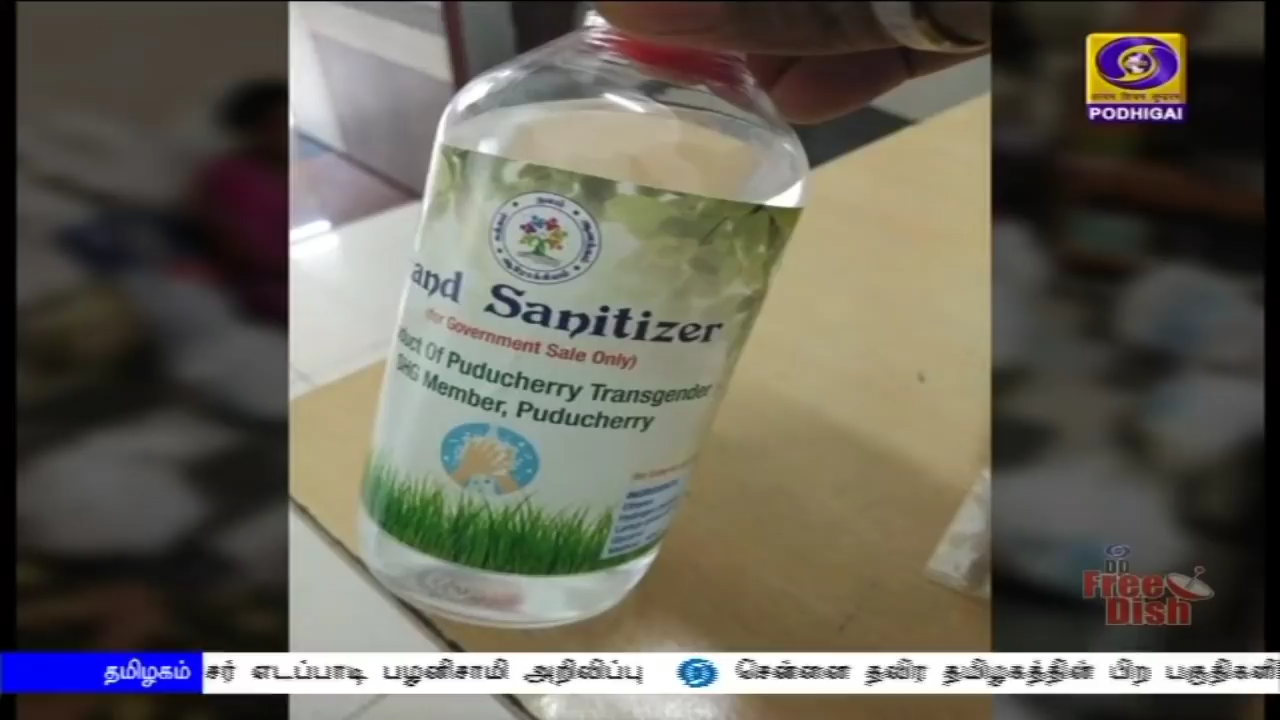 PODHIGAI
and Sanitizer
(for Government Sale Only)
duct Of Puducherry Transgender
SHG Member, Puducherry
DD
Free
Dish
தமிழகம் சர் எடப்பாடி பழனிசாமி அறிவிப்பு சென்னை தவிர தமிழகத்தின் பிற பகுதிகளி